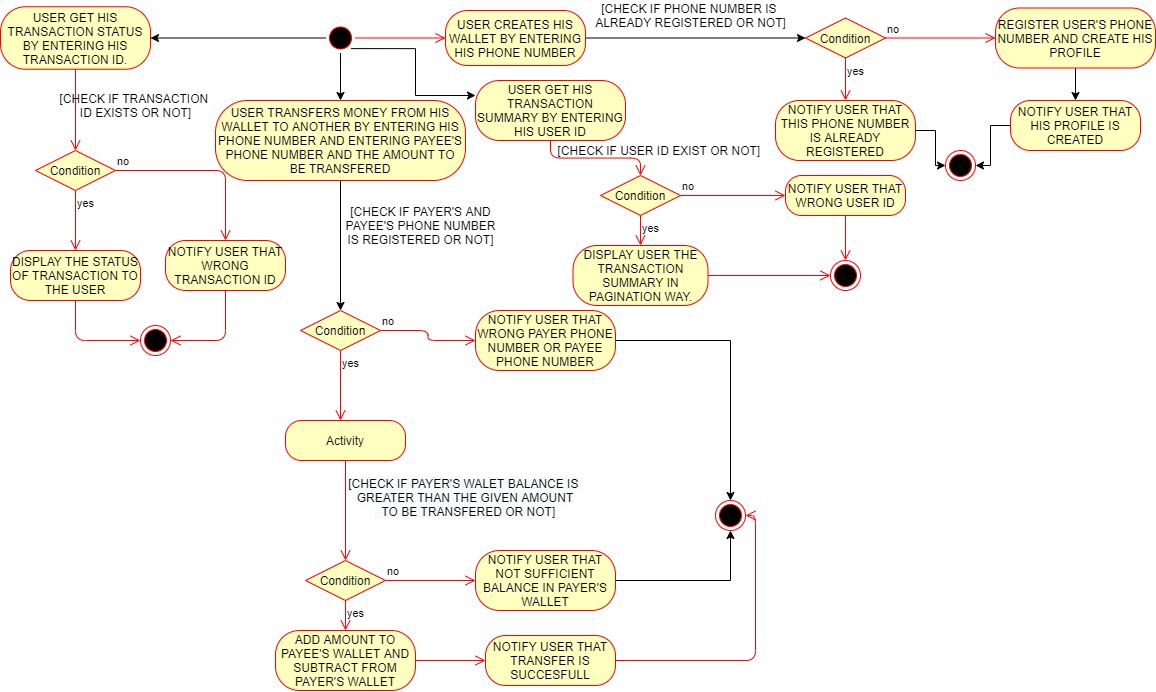 USER GET HIS
TRANSACTION STATUS
BY ENTERING HIS
TRANSACTION ID.
USER CREATES HIS
WALLET BY ENTERING
HIS PHONE NUMBER
[CHECK IF PHONE NUMBER IS
ALREADY REGISTERED OR NOT]
Condition
no
REGISTER USER'S PHONE
NUMBER AND CREATE HIS
PROFILE
yes
NOTIFY USER THAT
THIS PHONE NUMBER
IS ALREADY
REGISTERED
NOTIFY USER THAT
HIS PROFILE IS
CREATED
[CHECK IF TRANSACTION
ID EXISTS OR NOT]
Condition
no
yes
DISPLAY THE STATUS
OF TRANSACTION TO
THE USER
NOTIFY USER THAT
WRONG
TRANSACTION ID
USER TRANSFERS MONEY FROM HIS
WALLET TO ANOTHER BY ENTERING HIS
PHONE NUMBER AND ENTERING PAYEE'S
PHONE NUMBER AND THE AMOUNT TO
BE TRANSFERED
USER GET HIS
TRANSACTION
SUMMARY BY ENTERING
HIS USER ID
[CHECK IF USER ID EXIST OR NOT]
Condition
no
NOTIFY USER THAT
WRONG USER ID
yes
DISPLAY USER THE
TRANSACTION
SUMMARY IN
PAGINATION WAY.
[CHECK IF PAYER'S AND
PAYEE'S PHONE NUMBER
IS REGISTERED OR NOT]
Condition
no
NOTIFY USER THAT
WRONG PAYER PHONE
NUMBER OR PAYEE
PHONE NUMBER
yes
Activity
[CHECK IF PAYER'S WALET BALANCE IS
GREATER THAN THE GIVEN AMOUNT
TO BE TRANSFERED OR NOT]
Condition
no
NOTIFY USER THAT
NOT SUFFICIENT
BALANCE IN PAYER'S
WALLET
yes
ADD AMOUNT TO
PAYEE'S WALLET AND
SUBTRACT FROM
PAYER'S WALLET
NOTIFY USER THAT
TRANSFER IS
SUCCESFULL